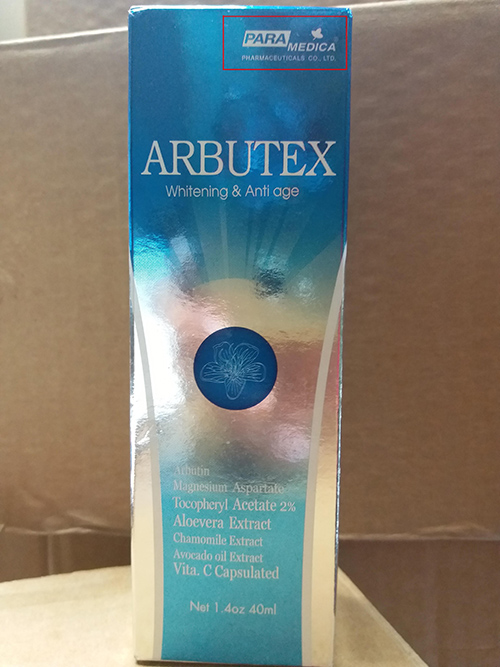 PARA MEDICA
PHARMACEUTICALS CO., LTD.
ARBUTEX
Whitening & Anti age
Arbutin
Magnesium Aspartate
Tocopheryl Acetate 2%
Aloevera Extract
Chamomile Extract
Avocado oil Extract
Vita. C Capsulated
Net 1.4oz 40ml